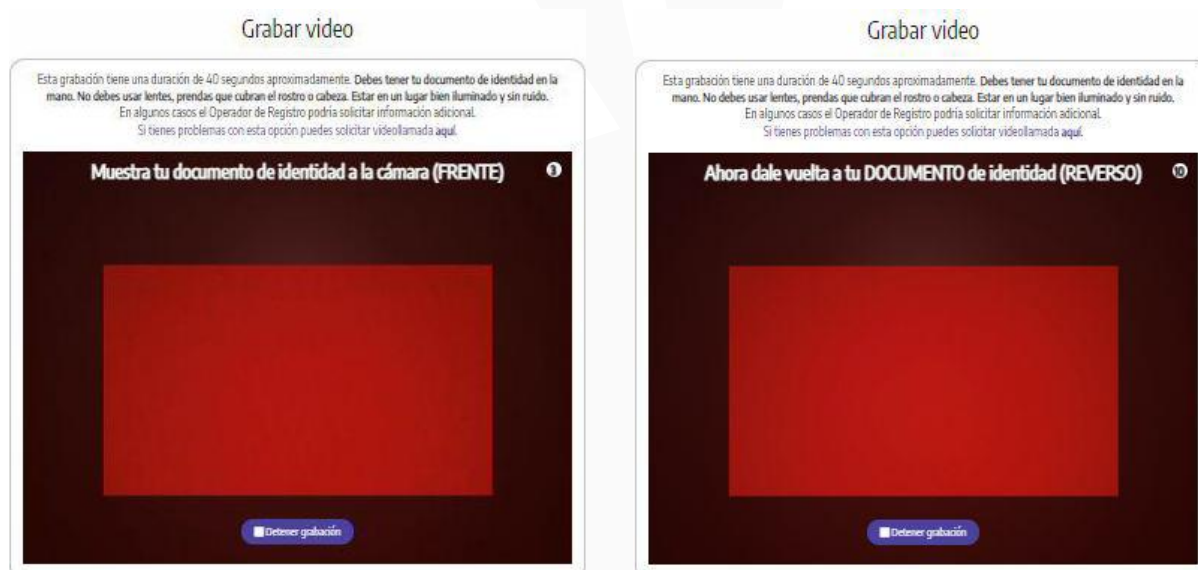 Grabar video
Esta grabación tiene una duración de 40 segundos aproximadamente. Debes tener tu documento de identidad en la
mano. No debes usar lentes, prendas que cubran el rostro o cabeza. Estar en un lugar bien iluminado y sin ruido.
En algunos casos el Operador de Registro podría solicitar información adicional.
Si tienes problemas con esta opción puedes solicitar videollamada aquí.
Muestra tu documento de identidad a la cámara (FRENTE)
3
Detener grabación
Grabar video
Esta grabación tiene una duración de 40 segundos aproximadamente. Debes tener tu documento de identidad en la
mano. No debes usar lentes, prendas que cubran el rostro o cabeza. Estar en un lugar bien iluminado y sin ruido.
En algunos casos el Operador de Registro podría solicitar información adicional.
Si tienes problemas con esta opción puedes solicitar videollamada aquí.
Ahora dale vuelta a tu DOCUMENTO de identidad (REVERSO)
10
Detener grabación